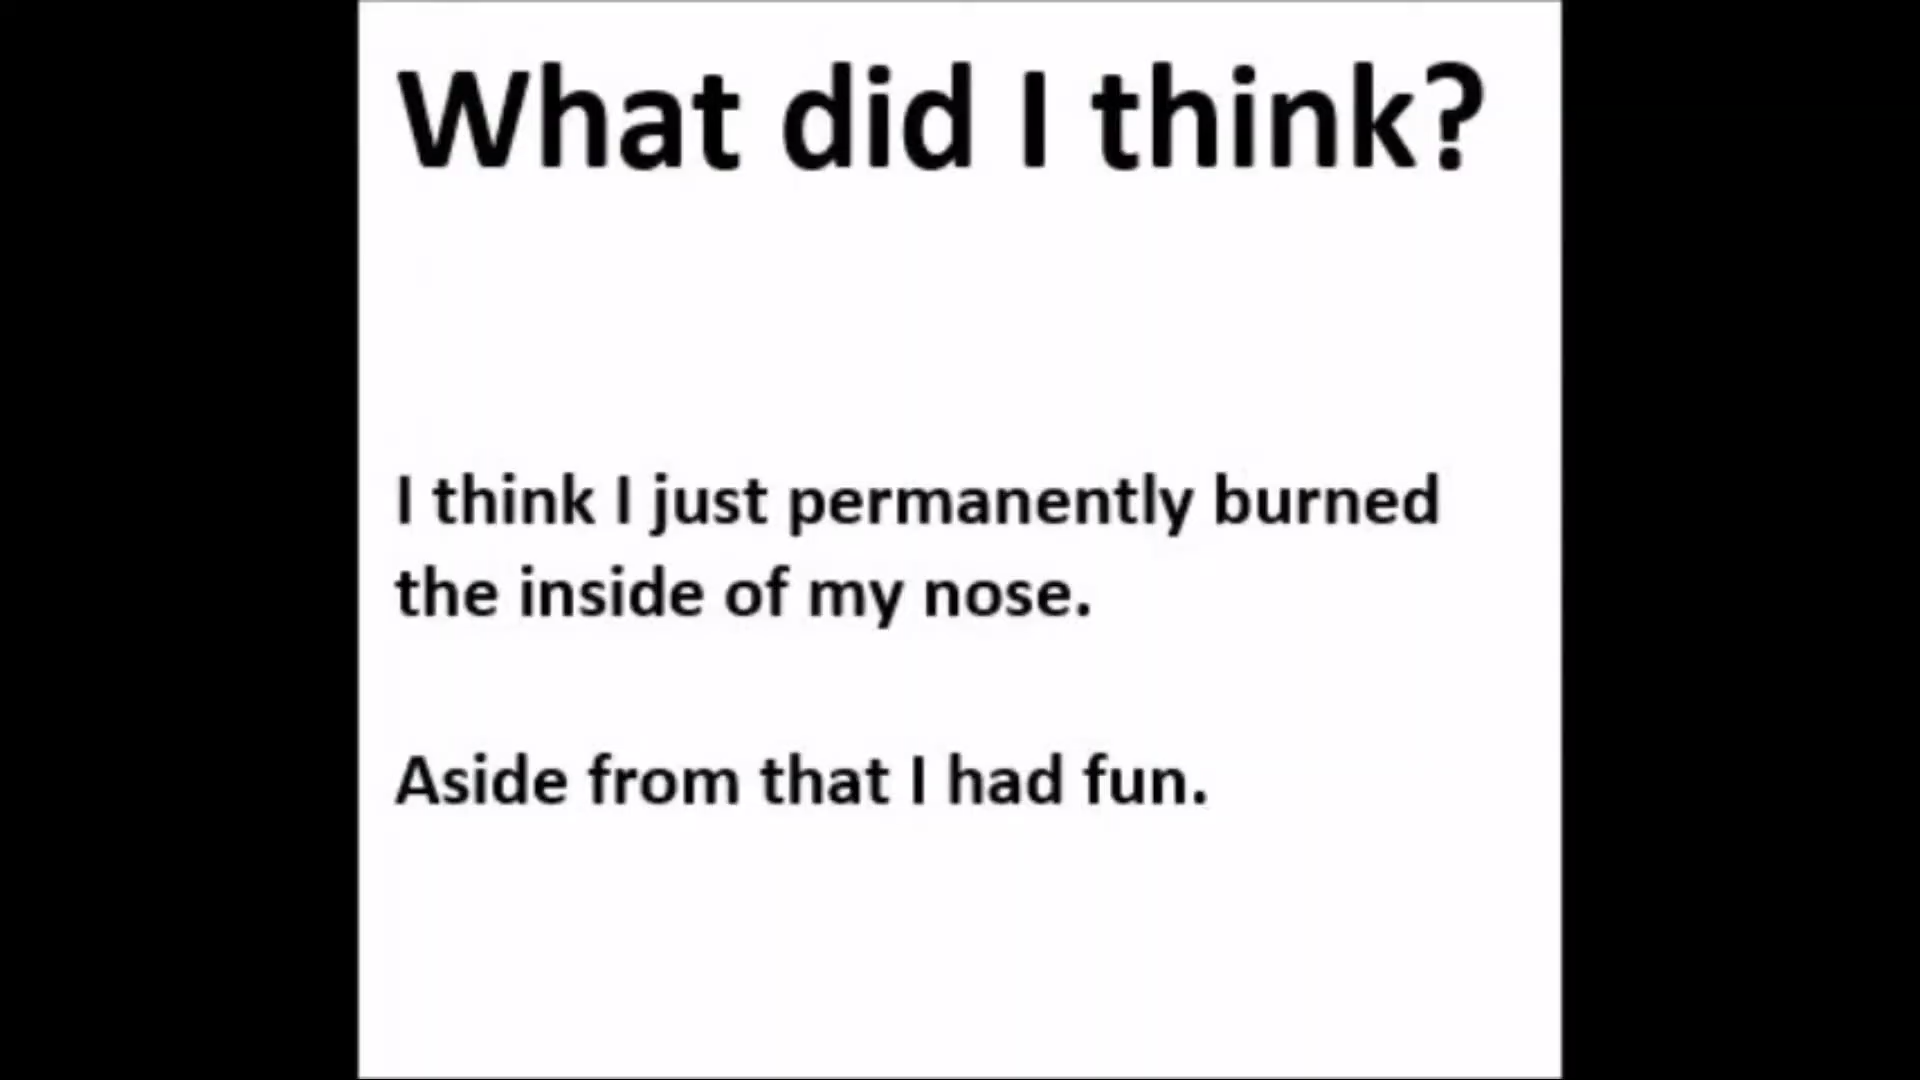 What did I think?
I think I just permanently burned
the inside of my nose.
Aside from that I had fun.